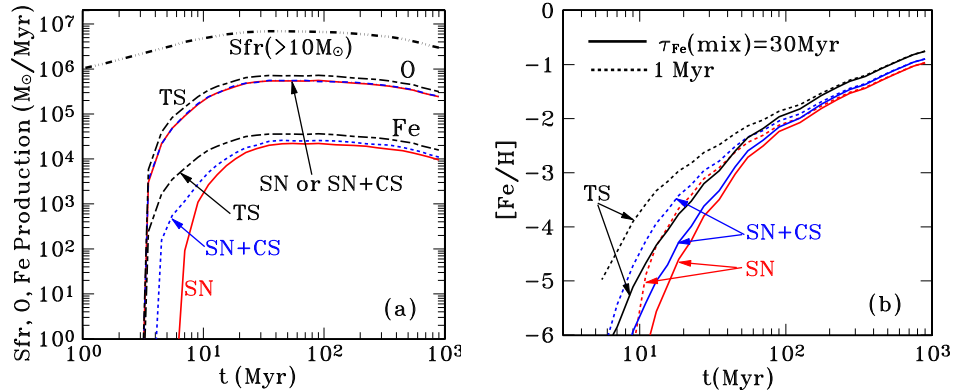 Sfr, O, Fe Production (M☉/Myr)
10⁷
10⁶
10⁵
10⁴
10³
10²
10¹
10⁰
Sfr(>10M☉)
O
TS
Fe
SN or SN+CS
TS
SN+CS
SN
(a)
10⁰ 10¹ 10² 10³
t (Myr)
[Fe/H]
0
−1
−2
−3
−4
−5
−6
τFe(mix)=30Myr
1 Myr
TS
SN+CS
SN
(b)
10¹ 10² 10³
t(Myr)